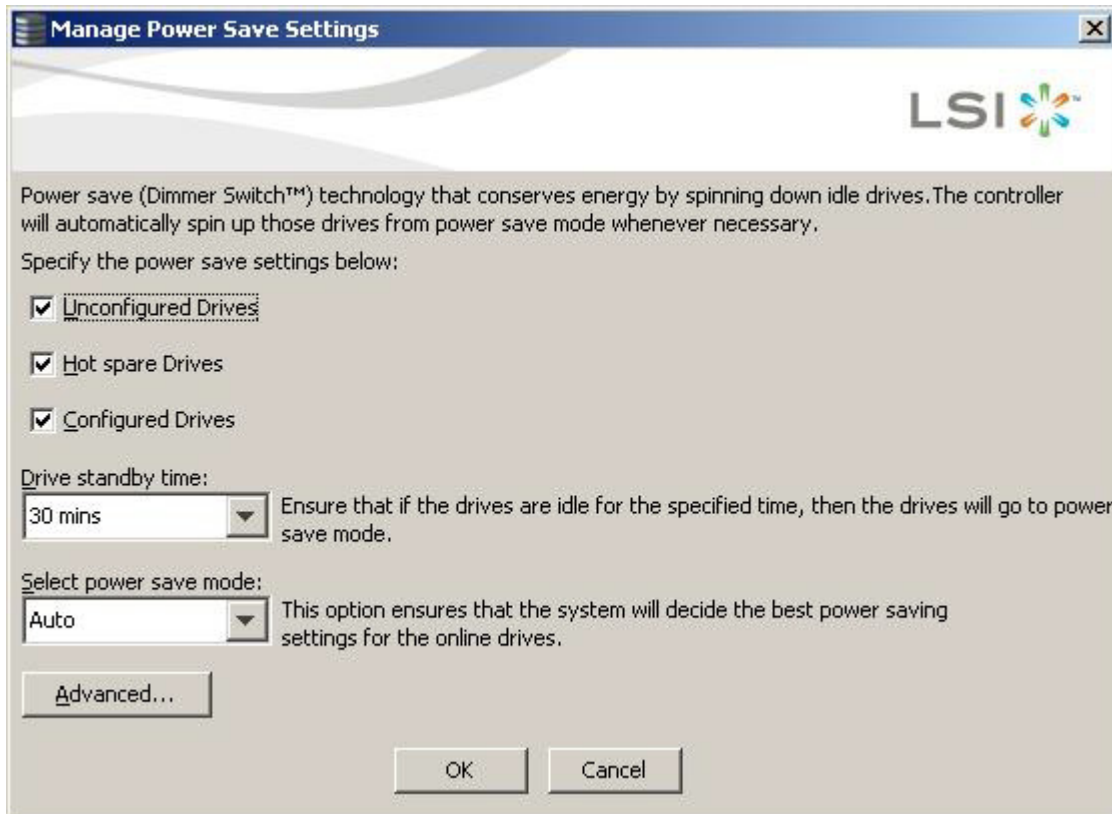 Manage Power Save Settings
LSI
Power save (Dimmer Switch™) technology that conserves energy by spinning down idle drives.The controller
will automatically spin up those drives from power save mode whenever necessary.
Specify the power save settings below:
Unconfigured Drives
Hot spare Drives
Configured Drives
Drive standby time:
30 mins
Ensure that if the drives are idle for the specified time, then the drives will go to power
save mode.
Select power save mode:
Auto
This option ensures that the system will decide the best power saving
settings for the online drives.
Advanced...
OK
Cancel